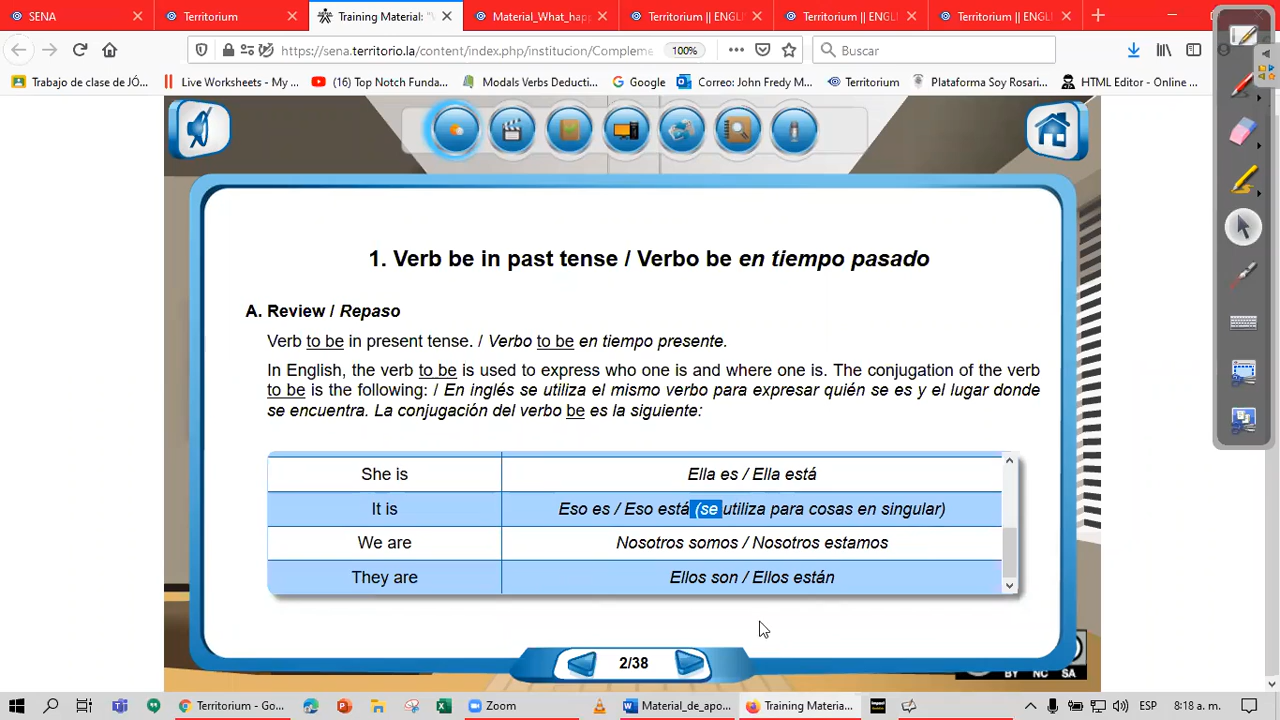 SENA
Territorium
Training Material: "V
Material_What_hap
Territorium || ENGL
Territorium || ENGL
Territorium || ENGL
https://sena.territorio.la/content/index.php/institucion/Compleme
100%
Buscar
Trabajo de clase de JÓ
Live Worksheets - My
(16) Top Notch Funda
Modals Verbs Deduct
Google
Correo: John Fredy M
Territorium
Plataforma Soy Rosari
HTML Editor - Online
1. Verb be in past tense / Verbo be en tiempo pasado
A. Review / Repaso
Verb to be in present tense. / Verbo to be en tiempo presente.
In English, the verb to be is used to express who one is and where one is. The conjugation of the verb
to be is the following: / En inglés se utiliza el mismo verbo para expresar quién se es y el lugar donde
se encuentra. La conjugación del verbo be es la siguiente:
She is Ella es / Ella está
It is Eso es / Eso está (se utiliza para cosas en singular)
We are Nosotros somos / Nosotros estamos
They are Ellos son / Ellos están
2/38
BY NC SA
Territorium - Go...
Zoom
Material_de_apo...
Training Materia...
ESP
8:18 a. m.